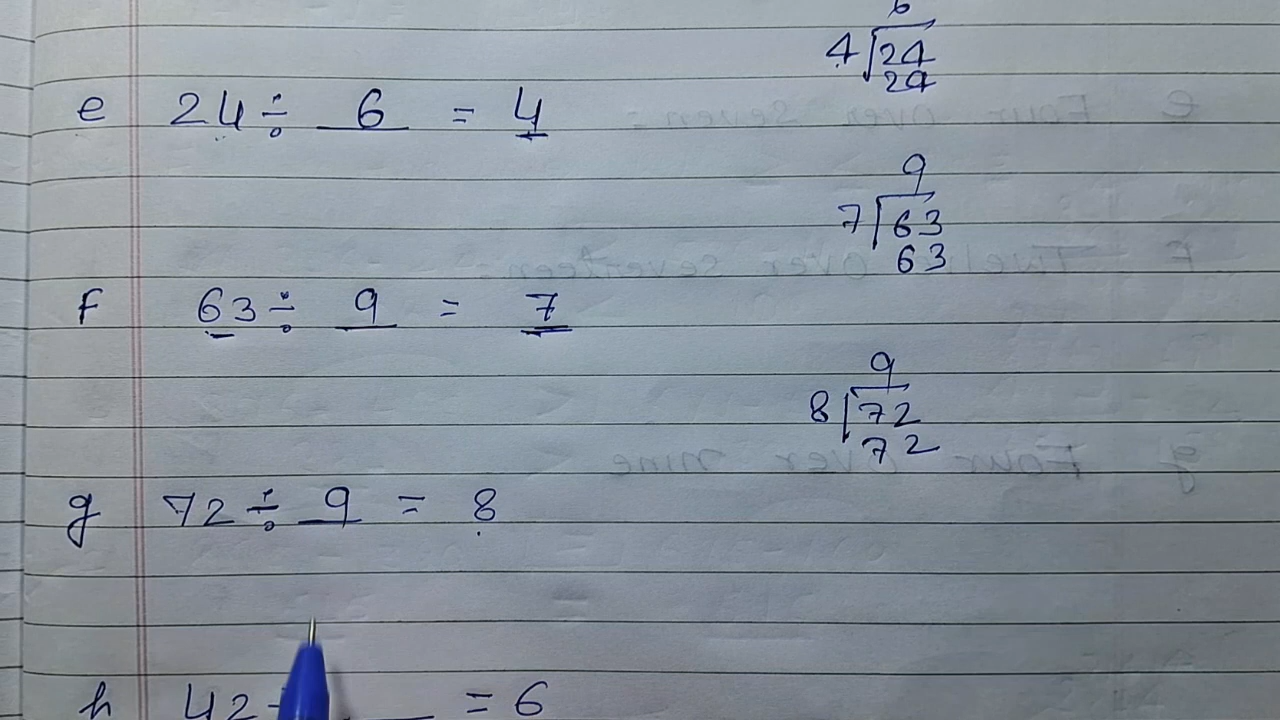 6
4 24
24
e 24 ÷ 6 = 4
9
7 63
63
f 63 ÷ 9 = 7
9
8 72
72
g 72 ÷ 9 = 8
h 42 ÷ __ = 6